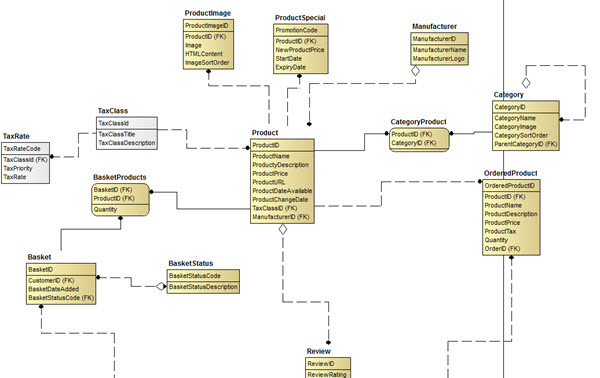 ProductImage
ProductImageID
ProductID (FK)
Image
HTMLContent
ImageSortOrder
ProductSpecial
PromotionCode
ProductID (FK)
NewProductPrice
StartDate
ExpiryDate
Manufacturer
ManufacturerID
ManufacturerName
ManufacturerLogo
Category
CategoryID
CategoryName
CategoryImage
CategorySortOrder
ParentCategoryID (FK)
TaxClass
TaxClassId
TaxClassTitle
TaxClassDescription
TaxRate
TaxRateCode
TaxClassId (FK)
TaxPriority
TaxRate
Product
ProductID
ProductName
ProductyDescription
ProductPrice
ProductURL
ProductDateAvailable
ProductChangeDate
TaxClassID (FK)
ManufacturerID (FK)
CategoryProduct
ProductID (FK)
CategoryID (FK)
OrderedProduct
OrderedProductID
ProductID (FK)
ProductName
ProductDescription
ProductPrice
ProductTax
Quantity
OrderID (FK)
BasketProducts
BasketID (FK)
ProductID (FK)
Quantity
Basket
BasketID
CustomerID (FK)
BasketDateAdded
BasketStatusCode (FK)
BasketStatus
BasketStatusCode
BasketStatusDescription
Review
ReviewID
ReviewRating